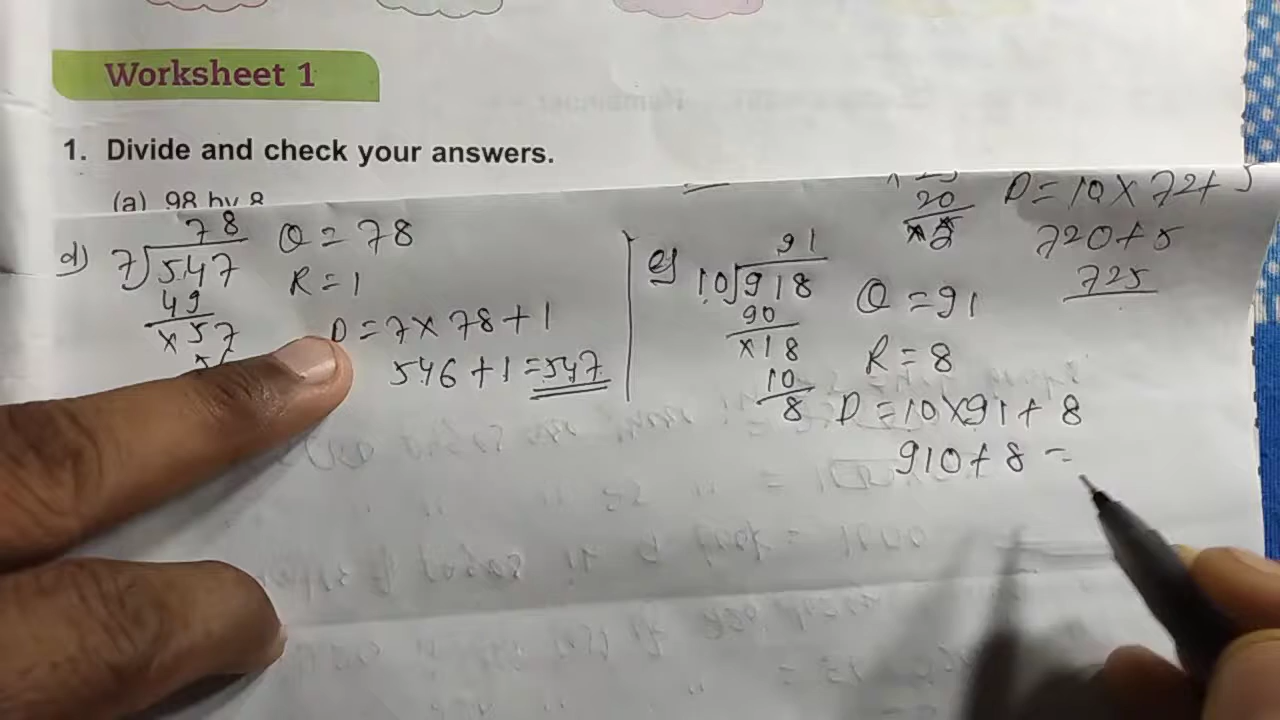 Worksheet 1
1. Divide and check your answers.
(a) 98 by 8
20
D = 10 × 72 + 5
720 + 5
725
d) 78
7)547
49
×57
Q = 78
R = 1
D = 7 × 78 + 1
546 + 1 = 547
e) 91
10)918
90
×18
10
8
Q = 91
R = 8
D = 10×91 + 8
910 + 8 =